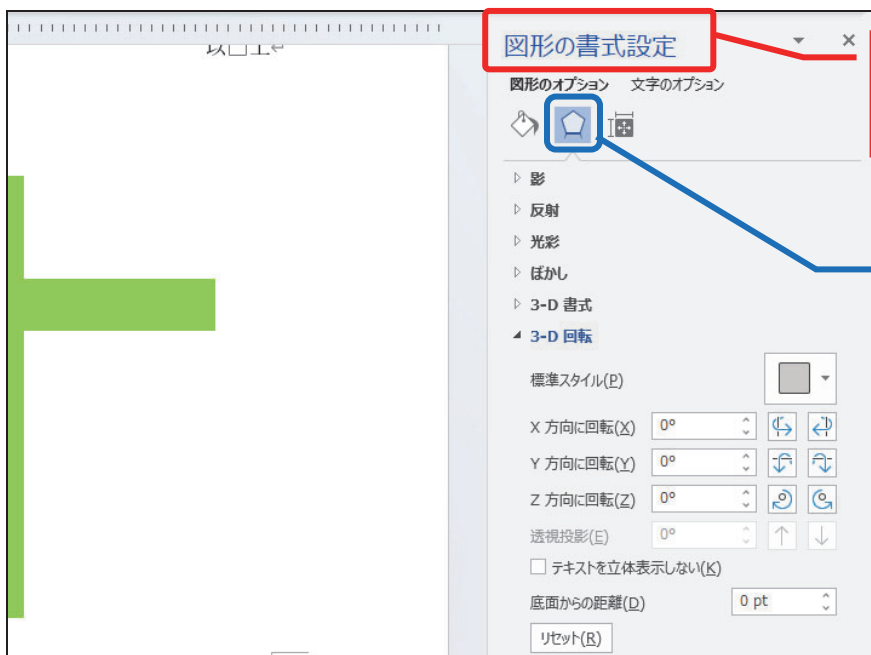 以□上↵
図形の書式設定
図形のオプション 文字のオプション
影
反射
光彩
ぼかし
3-D 書式
3-D 回転
標準スタイル(P)
X 方向に回転(X) 0°
Y 方向に回転(Y) 0°
Z 方向に回転(Z) 0°
透視投影(E) 0°
テキストを立体表示しない(K)
底面からの距離(D) 0 pt
リセット(R)